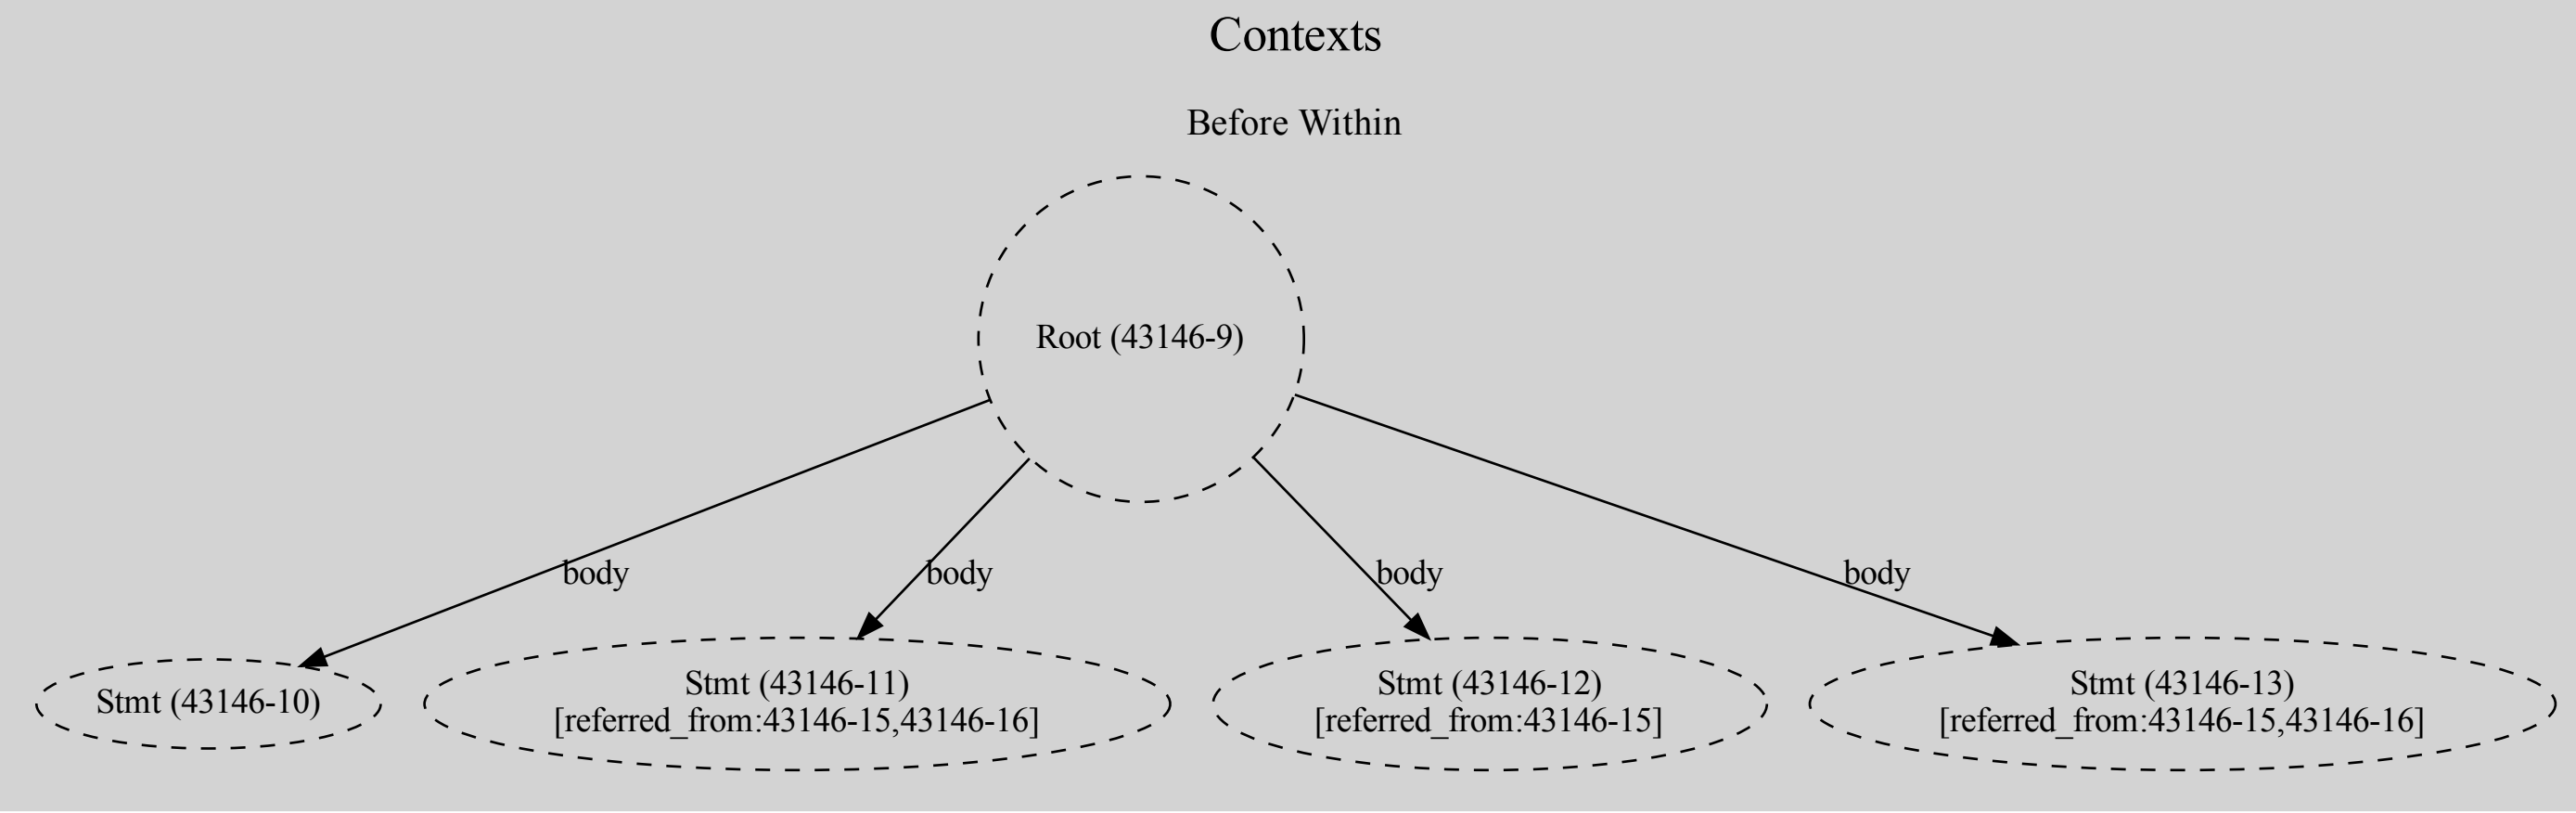 Contexts
Before Within
Root (43146-9)
body
body
body
body
Stmt (43146-10)
Stmt (43146-11)
[referred_from:43146-15,43146-16]
Stmt (43146-12)
[referred_from:43146-15]
Stmt (43146-13)
[referred_from:43146-15,43146-16]